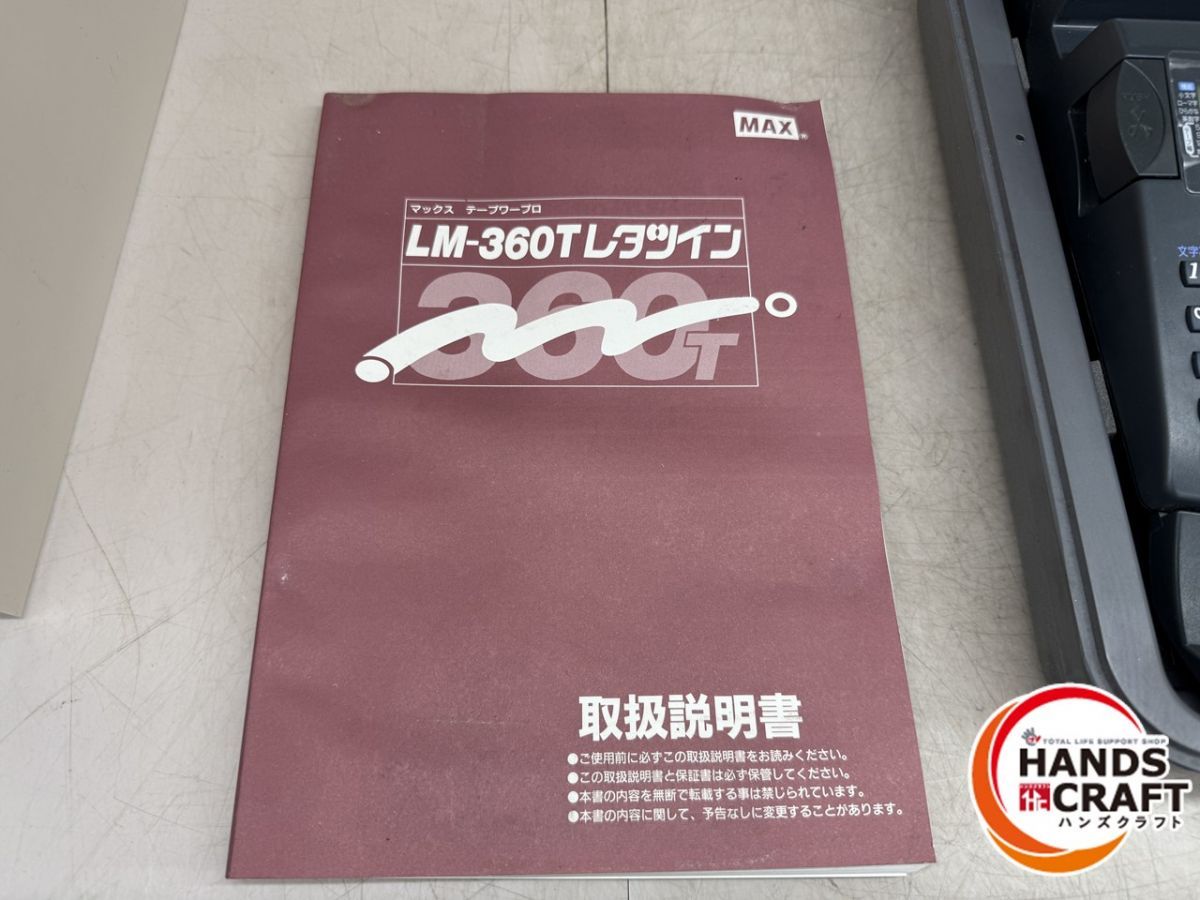 MAX
マックス テープワープロ
LM-360T レタツイン
360T
取扱説明書
●ご使用前に必ずこの取扱説明書をお読みください。
●この取扱説明書と保証書は必ず保管してください。
●本書の内容を無断で転載する事は禁じられています。
●本書の内容に関して、予告なしに変更することがあります。
文字
1
TOTAL LIFE SUPPORT SHOP
HANDS
CRAFT
ハンズクラフト